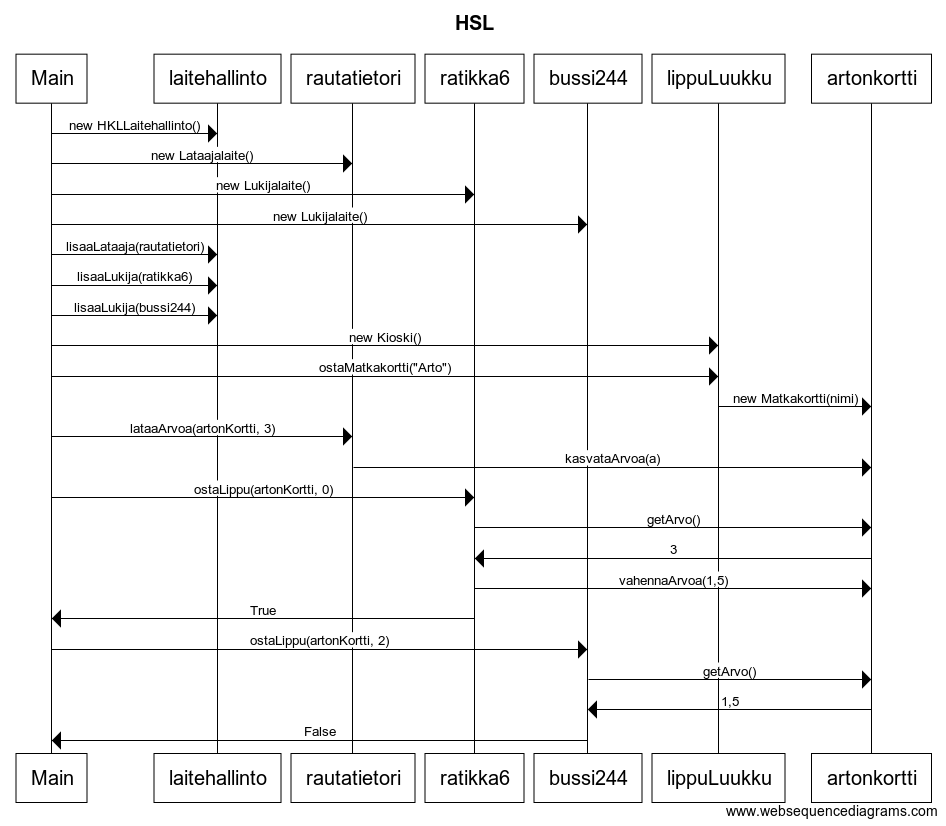 HSL
Main laitehallinto rautatietori ratikka6 bussi244 lippuLuukku artonkortti
new HKLLaitehallinto()
new Lataajalaite()
new Lukijalaite()
new Lukijalaite()
lisaaLataaja(rautatietori)
lisaaLukija(ratikka6)
lisaaLukija(bussi244)
new Kioski()
ostaMatkakortti("Arto")
new Matkakortti(nimi)
lataaArvoa(artonKortti, 3)
kasvataArvoa(a)
ostaLippu(artonKortti, 0)
getArvo()
3
vahennaArvoa(1,5)
True
ostaLippu(artonKortti, 2)
getArvo()
1,5
False
Main laitehallinto rautatietori ratikka6 bussi244 lippuLuukku artonkortti
www.websequencediagrams.com